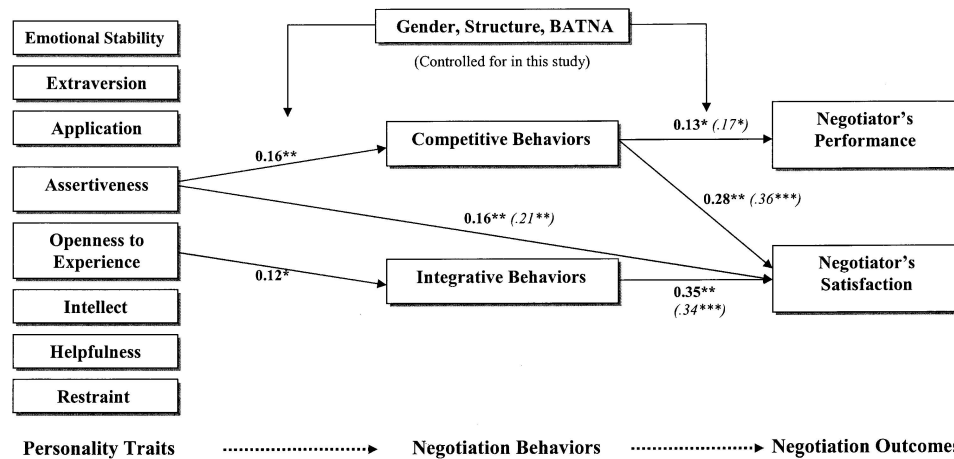 Gender, Structure, BATNA
(Controlled for in this study)
Emotional Stability
Extraversion
Application
Assertiveness
Openness to
Experience
Intellect
Helpfulness
Restraint
0.16**
0.12*
Competitive Behaviors
Integrative Behaviors
0.13* (.17*)
0.28** (.36***)
0.16** (.21**)
0.35**
(.34***)
Negotiator's
Performance
Negotiator's
Satisfaction
Personality Traits
Negotiation Behaviors
Negotiation Outcomes